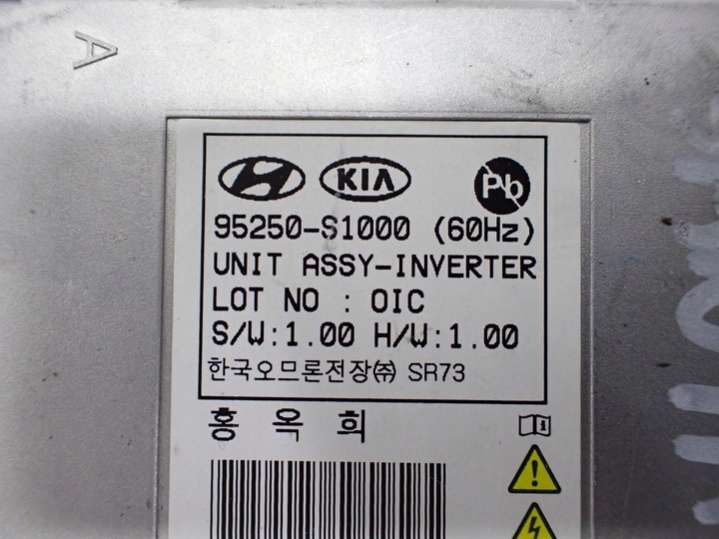 A
KIA Pb
95250-S1000 (60Hz)
UNIT ASSY-INVERTER
LOT NO : OIC
S/W:1.00 H/W:1.00
한국오므론전장㈜ SR73
홍 옥 희